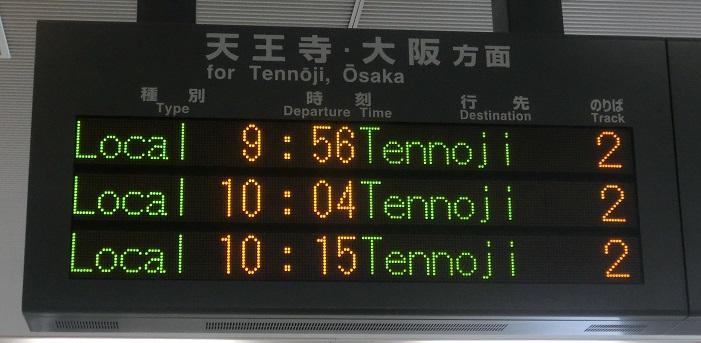 天王寺・大阪方面
for Tennōji, Ōsaka
種別 時刻 行先 のりば
Type Departure Time Destination Track
Local 9:56 Tennoji 2
Local 10:04 Tennoji 2
Local 10:15 Tennoji 2